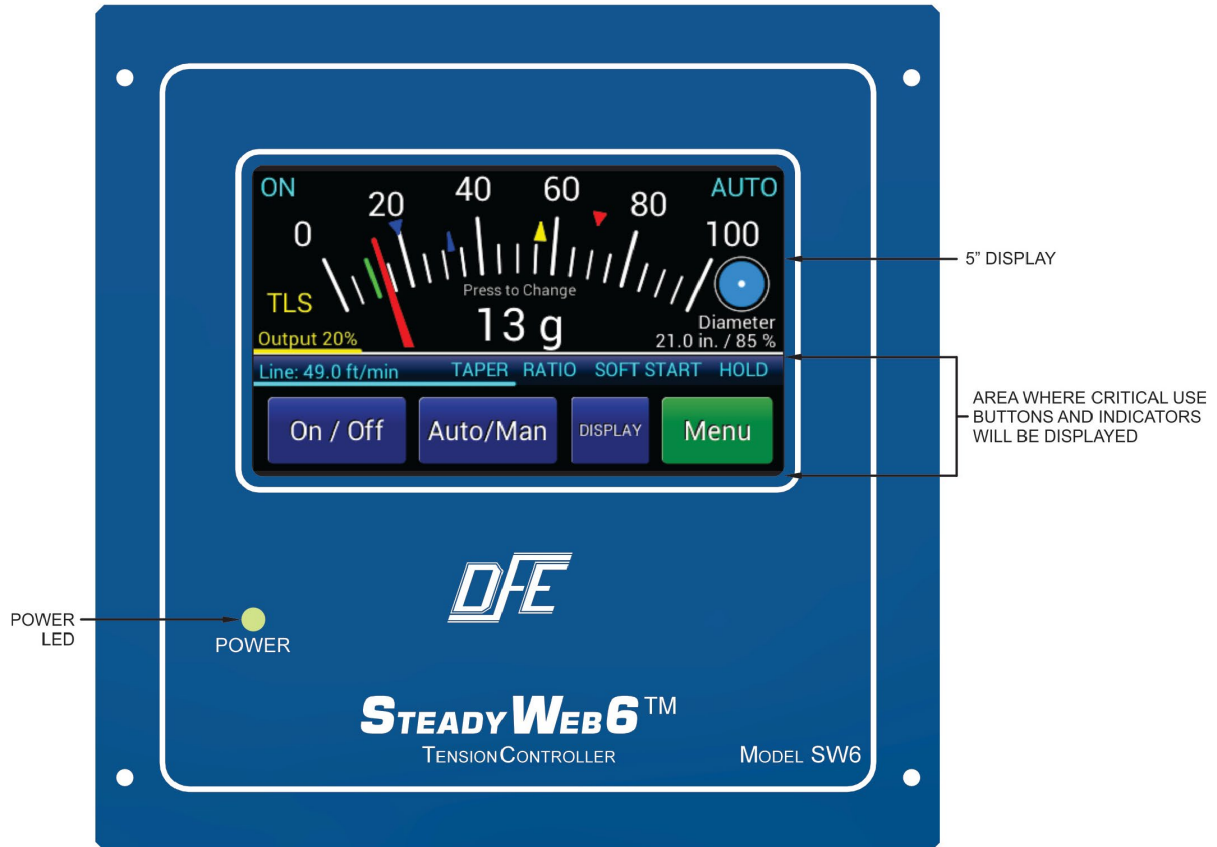 ON
AUTO
0
20
40
60
80
100
Press to Change
13 g
TLS
Output 20%
Diameter
21.0 in. / 85 %
Line: 49.0 ft/min
TAPER RATIO SOFT START HOLD
On / Off
Auto/Man
DISPLAY
Menu
5" DISPLAY
AREA WHERE CRITICAL USE
BUTTONS AND INDICATORS
WILL BE DISPLAYED
DFE
POWER
LED
POWER
STEADYWEB6™
TENSIONCONTROLLER
MODEL SW6